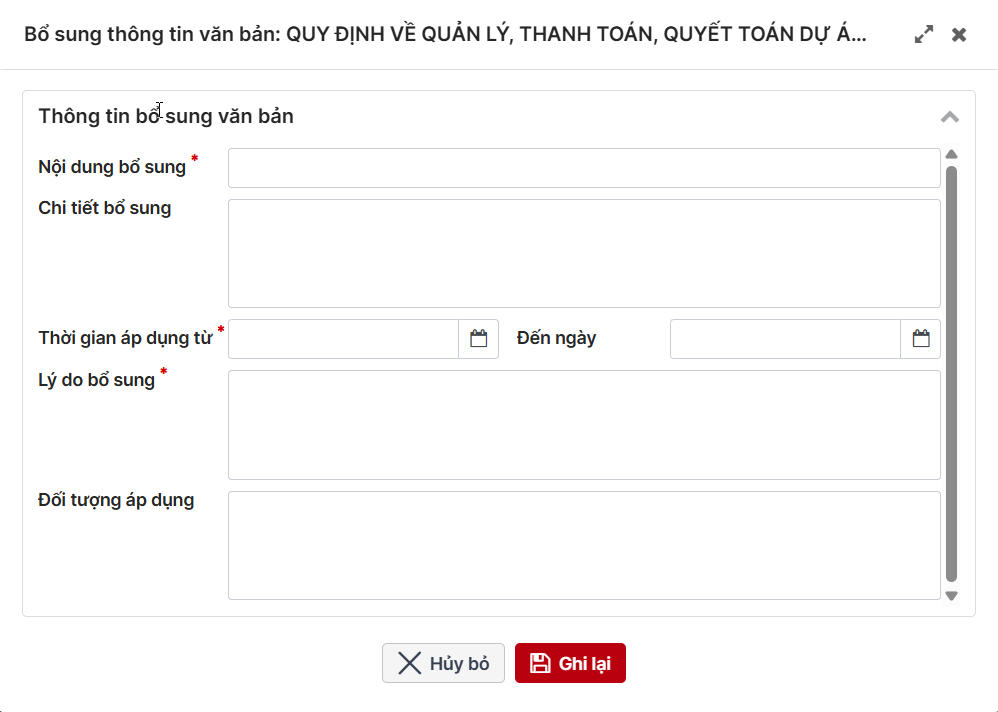 Bổ sung thông tin văn bản: QUY ĐỊNH VỀ QUẢN LÝ, THANH TOÁN, QUYẾT TOÁN DỰ Á...
Thông tin bổ sung văn bản
Nội dung bổ sung *
Chi tiết bổ sung
Thời gian áp dụng từ * Đến ngày
Lý do bổ sung *
Đối tượng áp dụng
Hủy bỏ Ghi lại